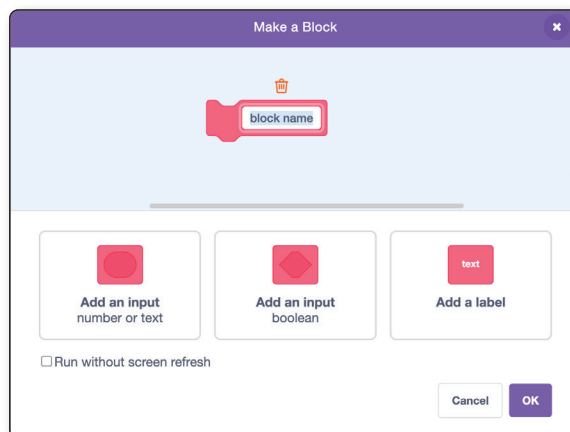 Make a Block
block name
Add an input
number or text
Add an input
boolean
text
Add a label
Run without screen refresh
Cancel
OK